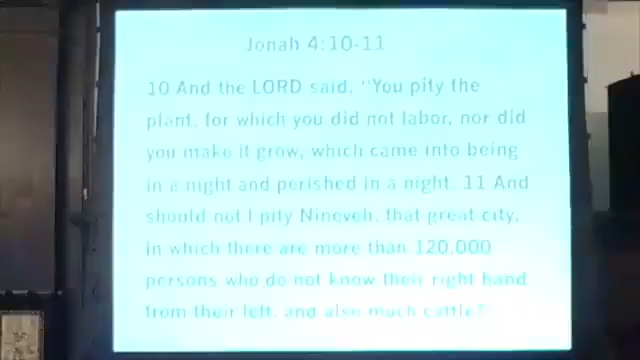 Jonah 4:10-11
10 And the LORD said, "You pity the
plant, for which you did not labor, nor did
you make it grow, which came into being
in a night and perished in a night. 11 And
should not I pity Nineveh, that great city,
in which there are more than 120,000
persons who do not know their right hand
from their left, and also much cattle?"